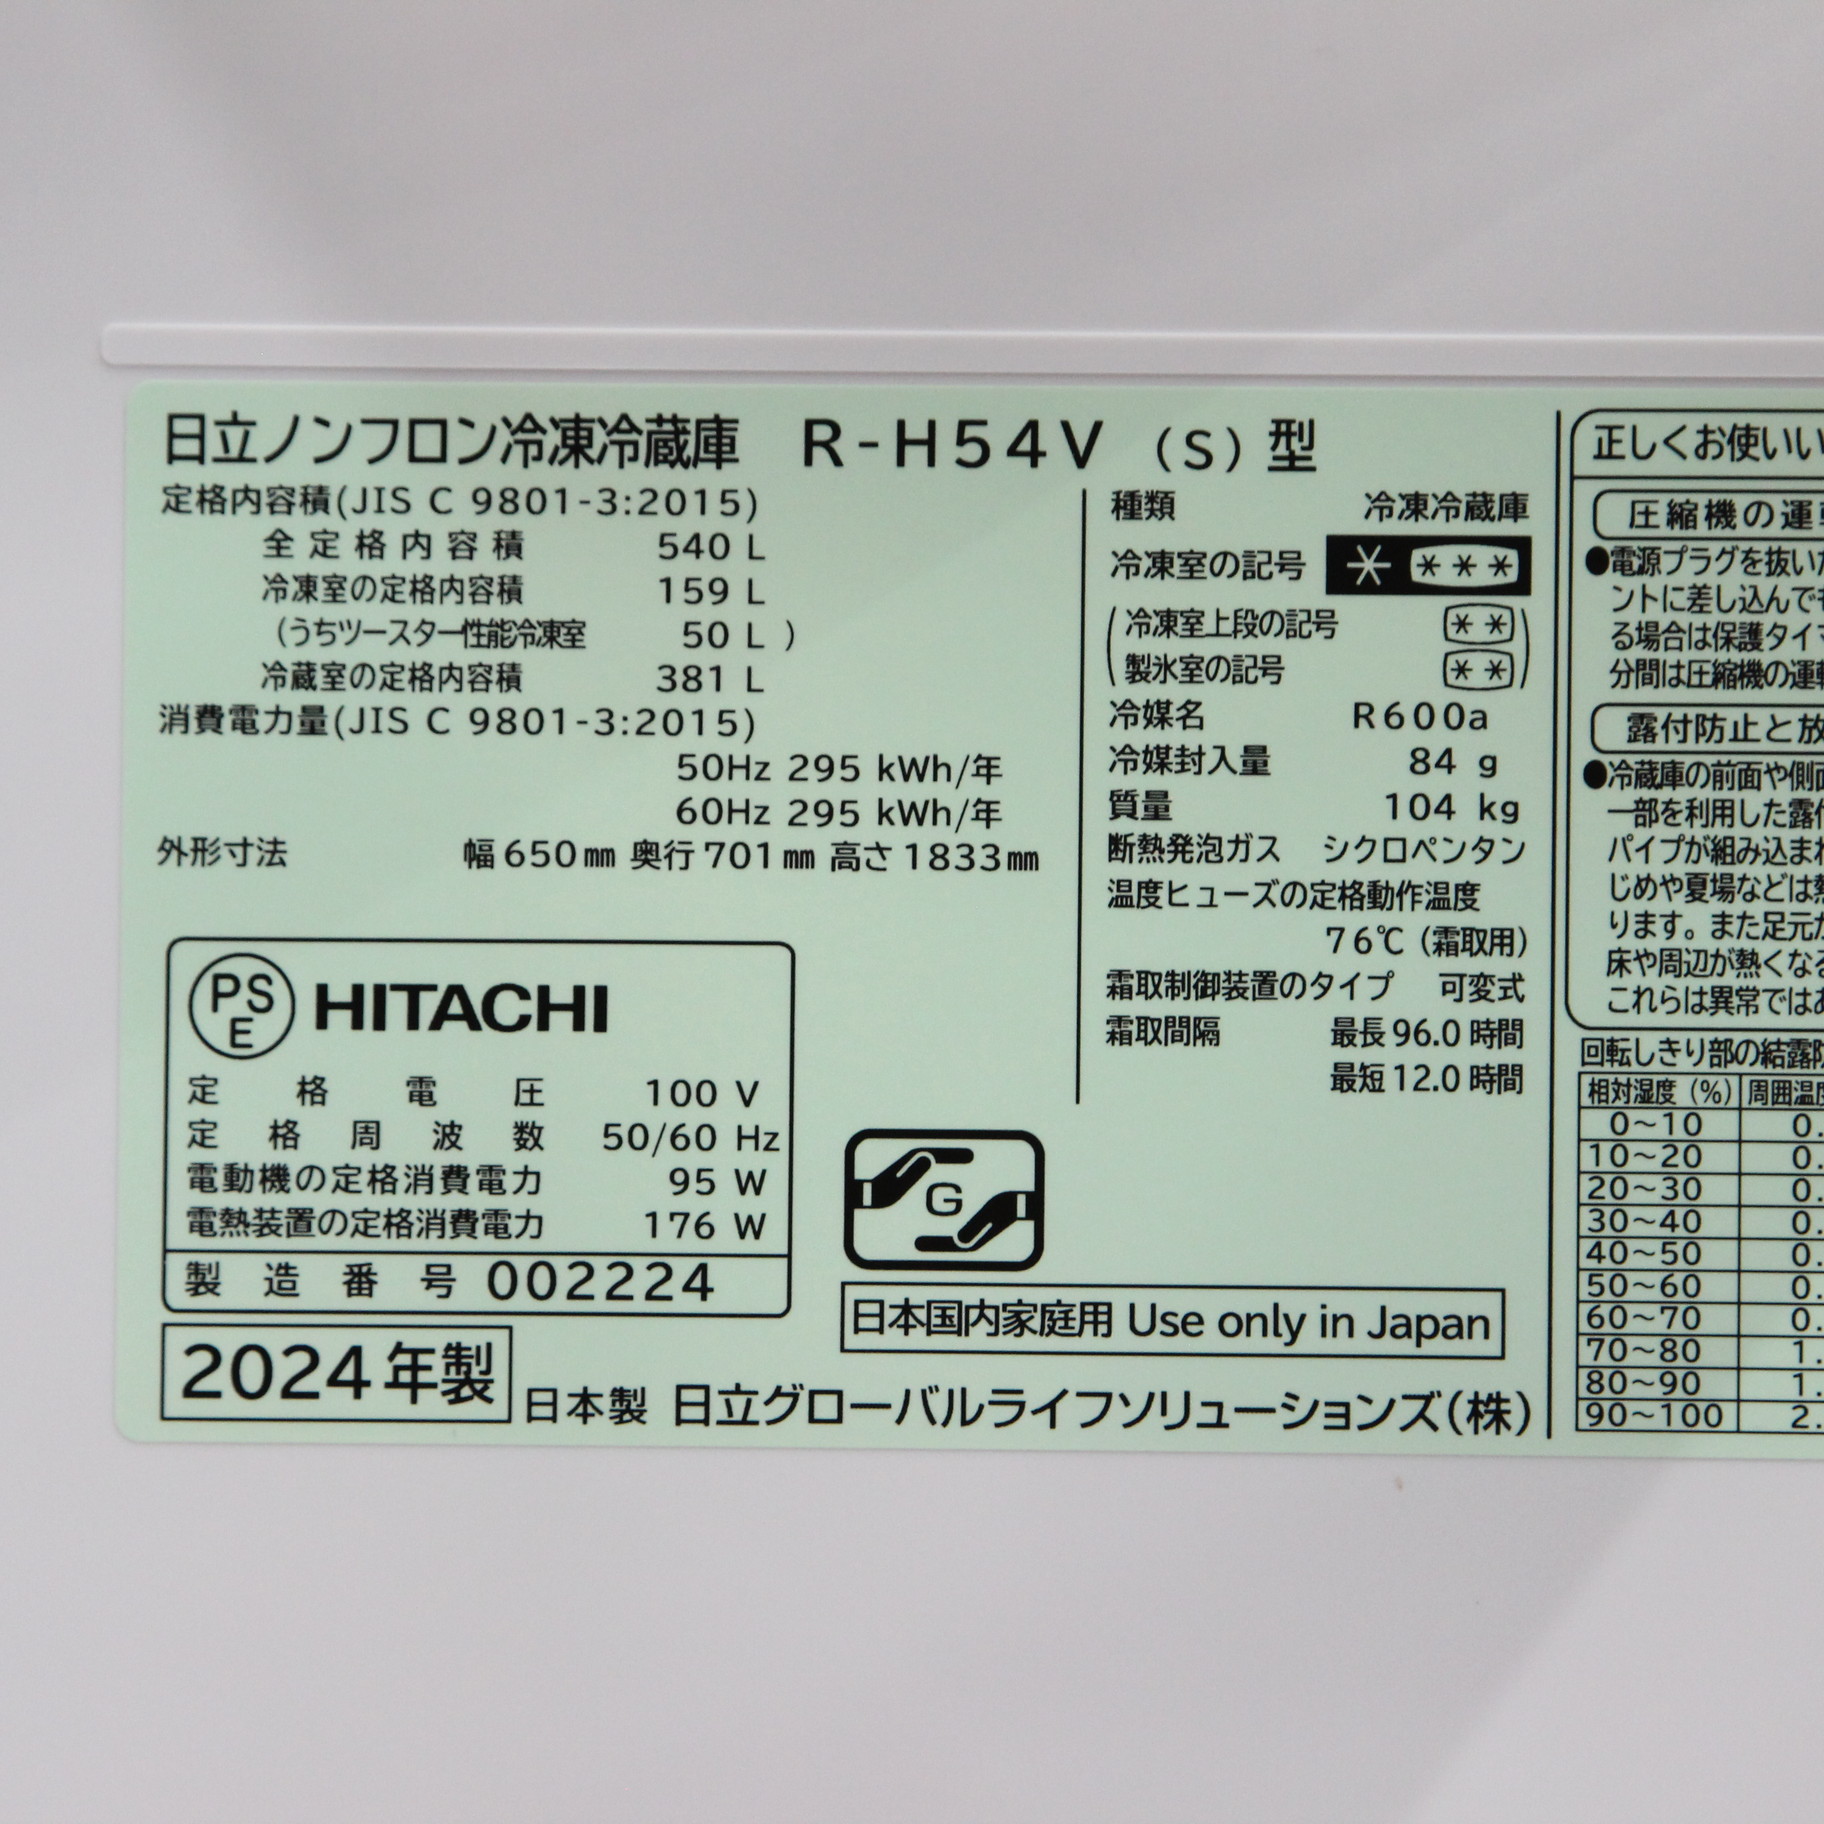 日立ノンフロン冷凍冷蔵庫 R-H54V (S) 型
定格内容積(JIS C 9801-3:2015)
全定格内容積 540 L
冷凍室の定格内容積 159 L
(うちツースター性能冷凍室 50 L )
冷蔵室の定格内容積 381 L
消費電力量(JIS C 9801-3:2015)
50Hz 295 kWh/年
60Hz 295 kWh/年
外形寸法 幅650㎜ 奥行701㎜ 高さ1833㎜
PSE HITACHI
定格電圧 100 V
定格周波数 50/60 Hz
電動機の定格消費電力 95 W
電熱装置の定格消費電力 176 W
製造番号 002224
2024年製
日本製 日立グローバルライフソリューションズ(株)
種類 冷凍冷蔵庫
冷凍室の記号 * ***
(冷凍室上段の記号 **)
(製氷室の記号 **)
冷媒名 R600a
冷媒封入量 84 g
質量 104 kg
断熱発泡ガス シクロペンタン
温度ヒューズの定格動作温度
76℃(霜取用)
霜取制御装置のタイプ 可変式
霜取間隔 最長96.0時間
最短12.0時間
G
日本国内家庭用 Use only in Japan
正しくお使いい
圧縮機の運
●電源プラグを抜い
ントに差し込んで
る場合は保護タイ
分間は圧縮機の運
露付防止と放
●冷蔵庫の前面や側
一部を利用した露
パイプが組み込ま
じめや夏場などは
ります。また足元
床や周辺が熱くな
これらは異常では
回転しきり部の結露
相対湿度(%) 周囲温
0～10 0.
10～20 0.
20～30 0.
30～40 0.
40～50 0.
50～60 0.
60～70 0.
70～80 1.
80～90 1.
90～100 2.